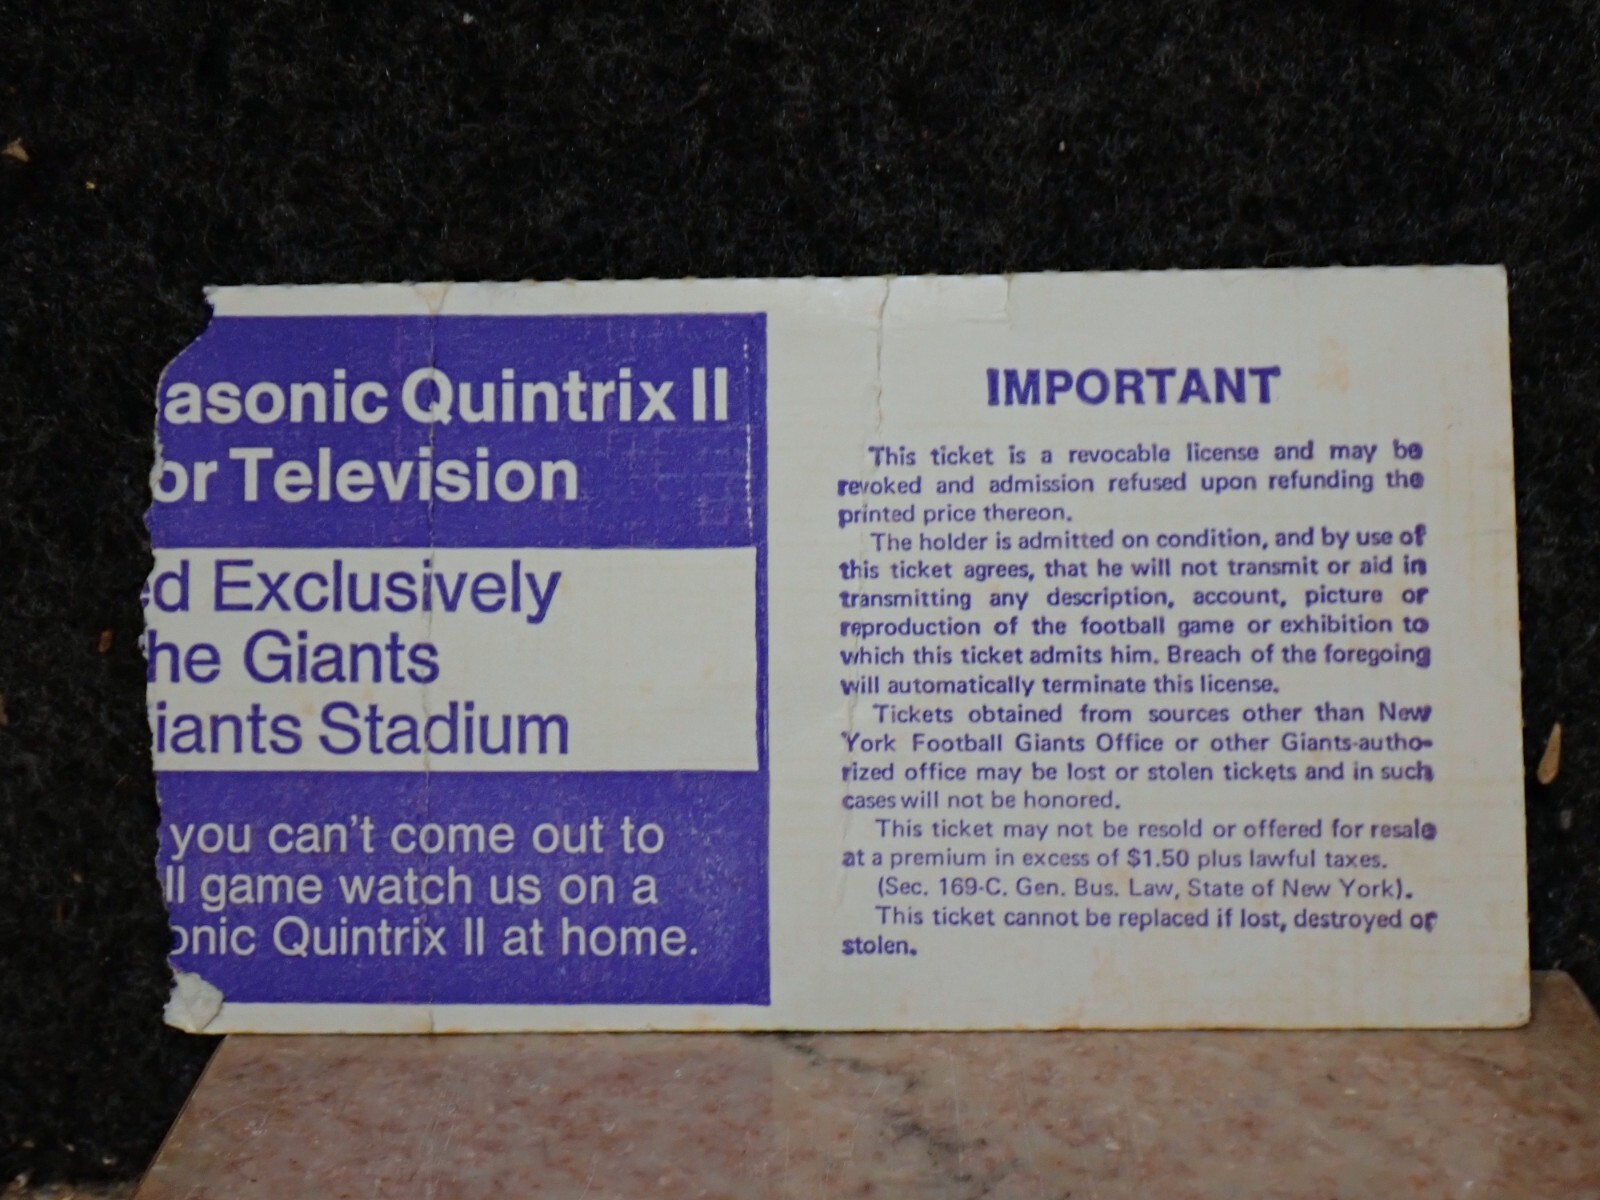 asonic Quintrix II
or Television
ed Exclusively
he Giants
iants Stadium
you can't come out to
ll game watch us on a
onic Quintrix II at home.
IMPORTANT
This ticket is a revocable license and may be
revoked and admission refused upon refunding the
printed price thereon.
The holder is admitted on condition, and by use of
this ticket agrees, that he will not transmit or aid in
transmitting any description, account, picture or
reproduction of the football game or exhibition to
which this ticket admits him. Breach of the foregoing
will automatically terminate this license.
Tickets obtained from sources other than New
York Football Giants Office or other Giants-autho-
rized office may be lost or stolen tickets and in such
cases will not be honored.
This ticket may not be resold or offered for resale
at a premium in excess of $1.50 plus lawful taxes.
(Sec. 169-C. Gen. Bus. Law, State of New York).
This ticket cannot be replaced if lost, destroyed or
stolen.